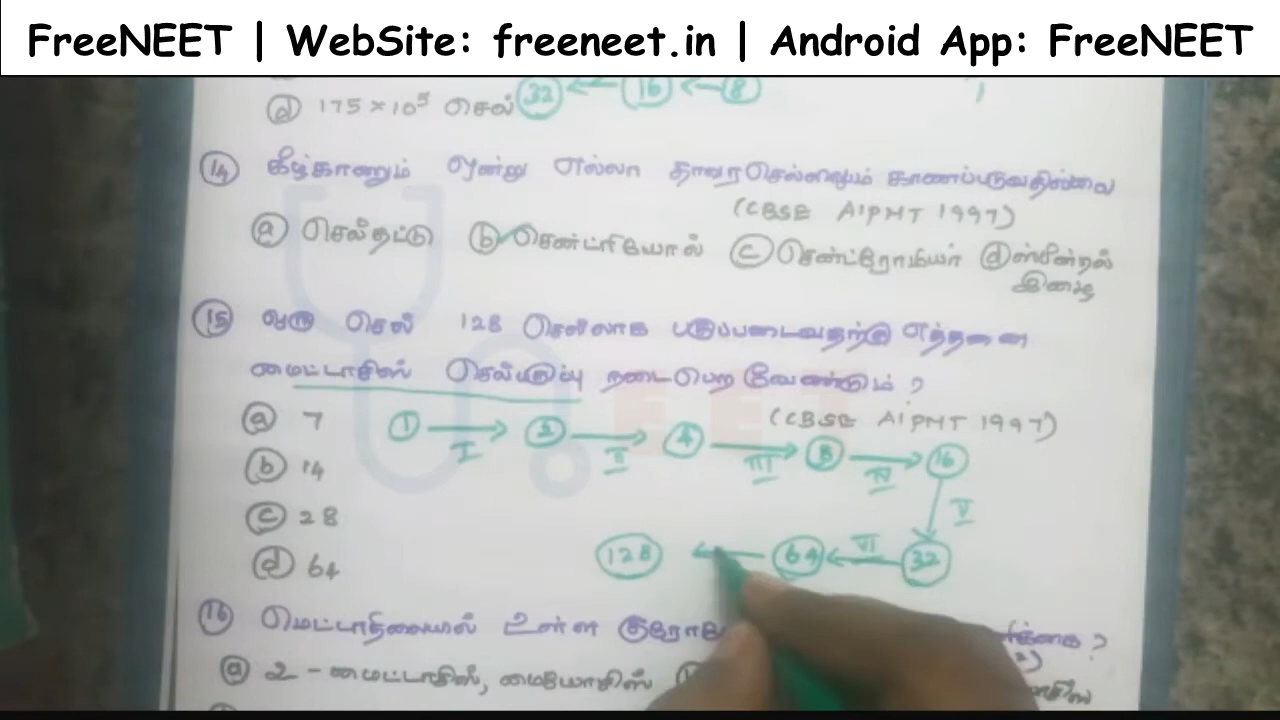 FreeNEET | WebSite: freeneet.in | Android App: FreeNEET
32 ← 16 ← 8
d 175×10⁵ செல்
14 கீழ்காணும் ஒன்று எல்லா தாவர செல்லிலும் காணப்படுவதில்லை
(CBSE AIPMT 1997)
a செல்தட்டு b சென்ட்ரியோல் c சென்ட்ரோமியர் d ஸ்பின்டில் இழை
15 ஒரு செல் 128 செல்லாக பகுப்படைவதற்கு எத்தனை
மைட்டாசிஸ் செல்பகுப்பு நடைபெற வேண்டும் ?
(CBSE AIPMT 1997)
a 7
1 → 2 → 4 → 8 → 16
I II III IV
b 14
V
c 28
128 ← 64 ← 32
VI
d 64
16 மெட்டாநிலையில் உள்ள
a 2 - மைட்டாசிஸ், மையோசிஸ்